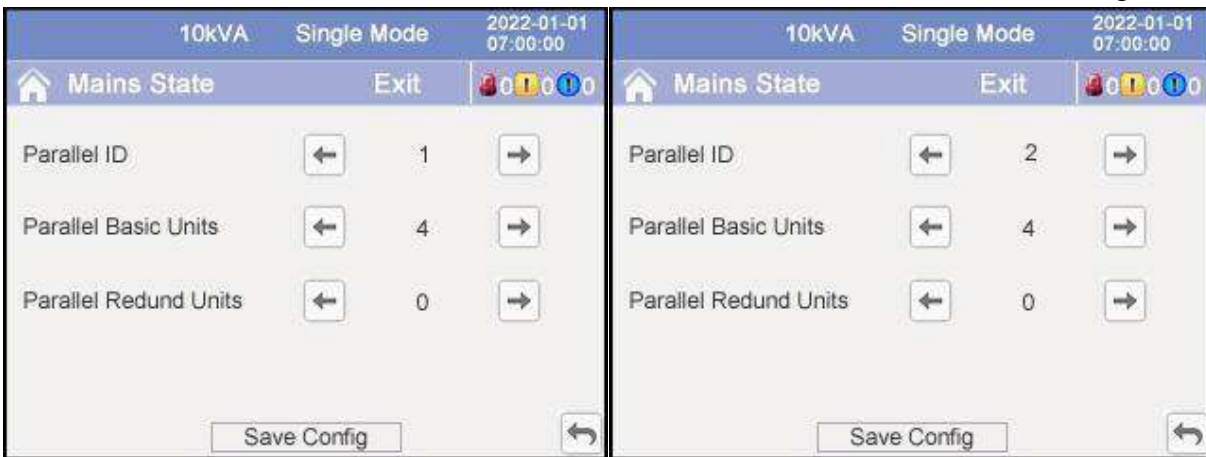 10kVA Single Mode 2022-01-01
07:00:00
Mains State Exit 0 0 0
Parallel ID 1
Parallel Basic Units 4
Parallel Redund Units 0
Save Config
10kVA Single Mode 2022-01-01
07:00:00
Mains State Exit 0 0 0
Parallel ID 2
Parallel Basic Units 4
Parallel Redund Units 0
Save Config